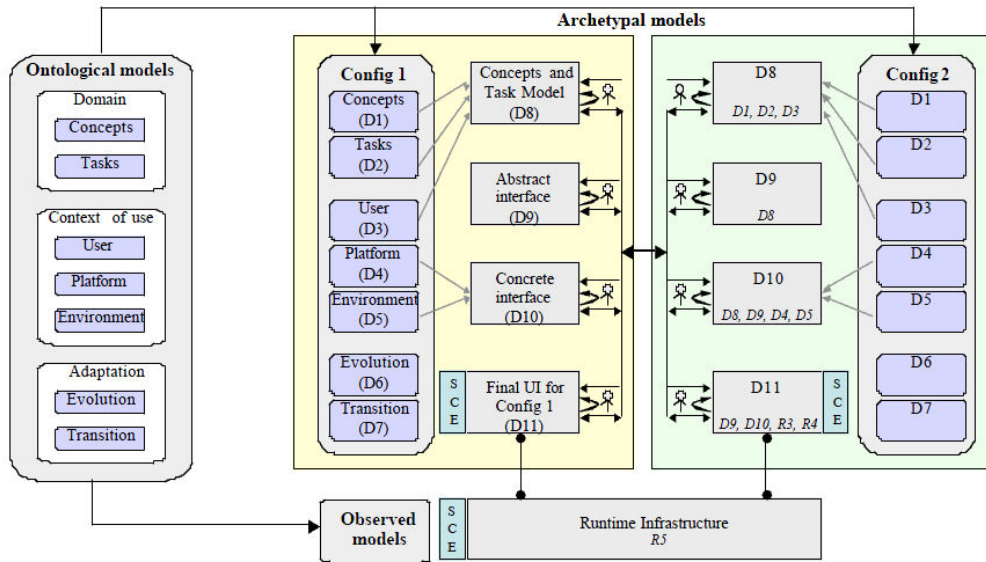 Archetypal models
Ontological models
Domain
Concepts
Tasks
Context of use
User
Platform
Environment
Adaptation
Evolution
Transition
Config 1
Concepts
(D1)
Tasks
(D2)
User
(D3)
Platform
(D4)
Environment
(D5)
Evolution
(D6)
Transition
(D7)
Concepts and
Task Model
(D8)
Abstract
interface
(D9)
Concrete
interface
(D10)
S
C
E
Final UI for
Config 1
(D11)
D8
D1, D2, D3
D9
D8
D10
D8, D9, D4, D5
D11
D9, D10, R3, R4
S
C
E
Config 2
D1
D2
D3
D4
D5
D6
D7
Observed
models
S
C
E
Runtime Infrastructure
R5